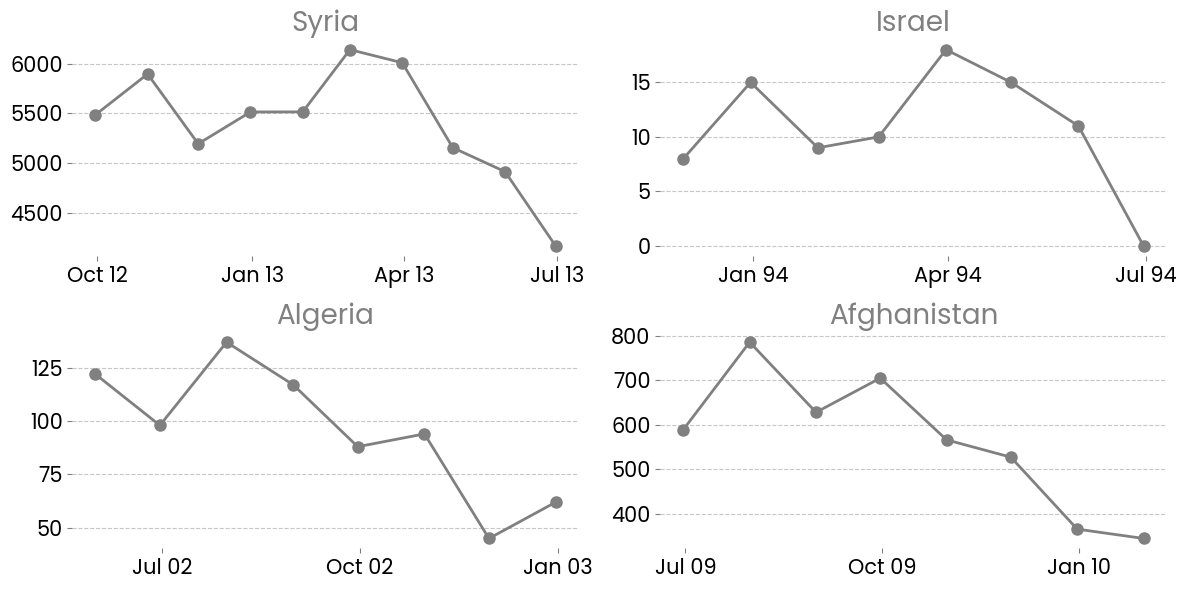 Syria
6000
5500
5000
4500
Oct 12 Jan 13 Apr 13 Jul 13
Israel
15
10
5
0
Jan 94 Apr 94 Jul 94
Algeria
125
100
75
50
Jul 02 Oct 02 Jan 03
Afghanistan
800
700
600
500
400
Jul 09 Oct 09 Jan 10